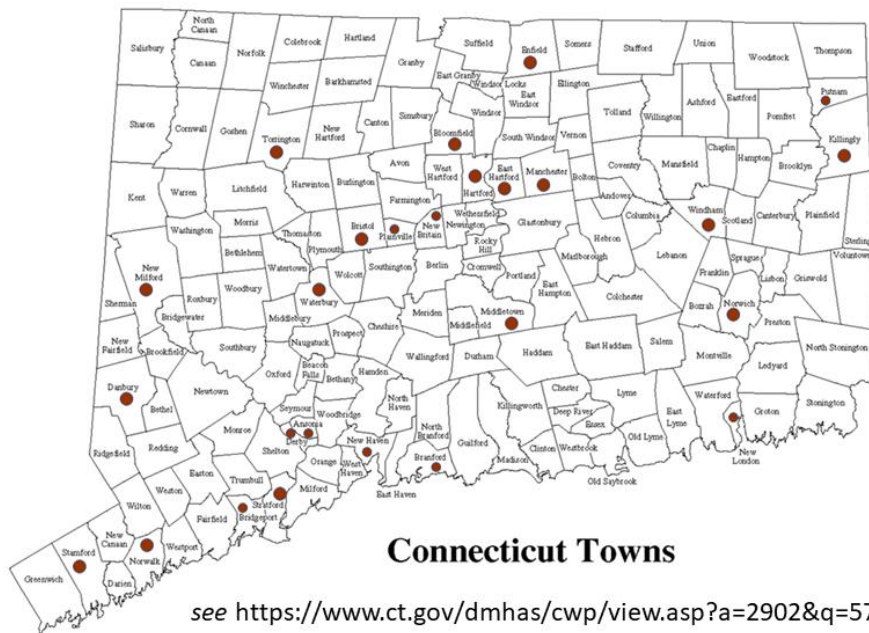 North
Canaan
Salisbury
Canaan
Norfolk
Colebrook
Hartland
Granby
Suffield
Enfield
Somers
Stafford
Union
Woodstock
Thompson
East Granby
Windsor Locks
Winchester
Barkhamsted
East
Windsor
Ellington
Putnam
Windsor
Tolland
Willington
Ashford
Eastford
Pomfret
Sharon
Cornwall
Goshen
Torrington
New
Hartford
Canton
Simsbury
Bloomfield
South Windsor
Vernon
Killingly
Chaplin
Avon
West
Hartford
Hartford
East
Hartford
Manchester
Bolton
Coventry
Mansfield
Hampton
Brooklyn
Kent
Warren
Litchfield
Harwinton
Burlington
Farmington
Andover
Wethersfield
Columbia
Windham
Scotland
Canterbury
Plainfield
Sterling
Washington
Morris
Thomaston
Plymouth
Bristol
Plainville
New
Britain
Newington
Glastonbury
Rocky
Hill
Hebron
Marlborough
Lebanon
Bethlehem
Watertown
Wolcott
Southington
Berlin
Cromwell
Portland
Franklin
Sprague
Lisbon
Griswold
Voluntown
New
Milford
Sherman
Roxbury
Woodbury
Waterbury
East
Hampton
Colchester
Bozrah
Norwich
Preston
Bridgewater
Middlebury
Meriden
Middlefield
Middletown
New
Fairfield
Brookfield
Southbury
Naugatuck
Prospect
Cheshire
Wallingford
Durham
Haddam
East Haddam
Salem
Montville
North Stonington
Oxford
Beacon
Falls
Bethany
Hamden
Ledyard
Danbury
Bethel
Newtown
Seymour
Woodbridge
North
Haven
Chester
Deep River
Essex
Lyme
Waterford
Groton
Stonington
Monroe
Ansonia
Derby
North
Branford
Killingworth
East
Lyme
Ridgefield
Redding
Shelton
New Haven
Branford
Guilford
Madison
Clinton
Westbrook
Old Lyme
New
London
Orange
West
Haven
Easton
Trumbull
Milford
East Haven
Old Saybrook
Weston
Wilton
Stratford
Bridgeport
Fairfield
New
Canaan
Westport
Norwalk
Stamford
Greenwich
Darien
Connecticut Towns
see https://www.ct.gov/dmhas/cwp/view.asp?a=2902&q=57